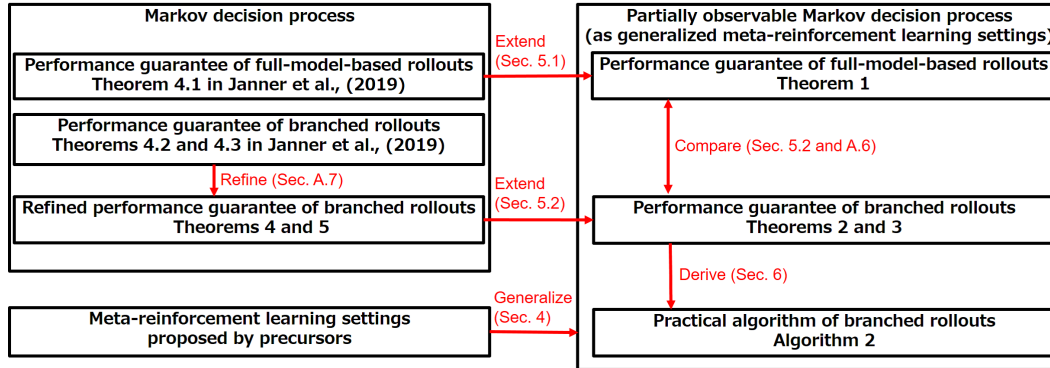 Markov decision process
Performance guarantee of full-model-based rollouts
Theorem 4.1 in Janner et al., (2019)
Performance guarantee of branched rollouts
Theorems 4.2 and 4.3 in Janner et al., (2019)
Refine (Sec. A.7)
Refined performance guarantee of branched rollouts
Theorems 4 and 5
Meta-reinforcement learning settings
proposed by precursors
Extend
(Sec. 5.1)
Extend
(Sec. 5.2)
Generalize
(Sec. 4)
Partially observable Markov decision process
(as generalized meta-reinforcement learning settings)
Performance guarantee of full-model-based rollouts
Theorem 1
Compare (Sec. 5.2 and A.6)
Performance guarantee of branched rollouts
Theorems 2 and 3
Derive (Sec. 6)
Practical algorithm of branched rollouts
Algorithm 2